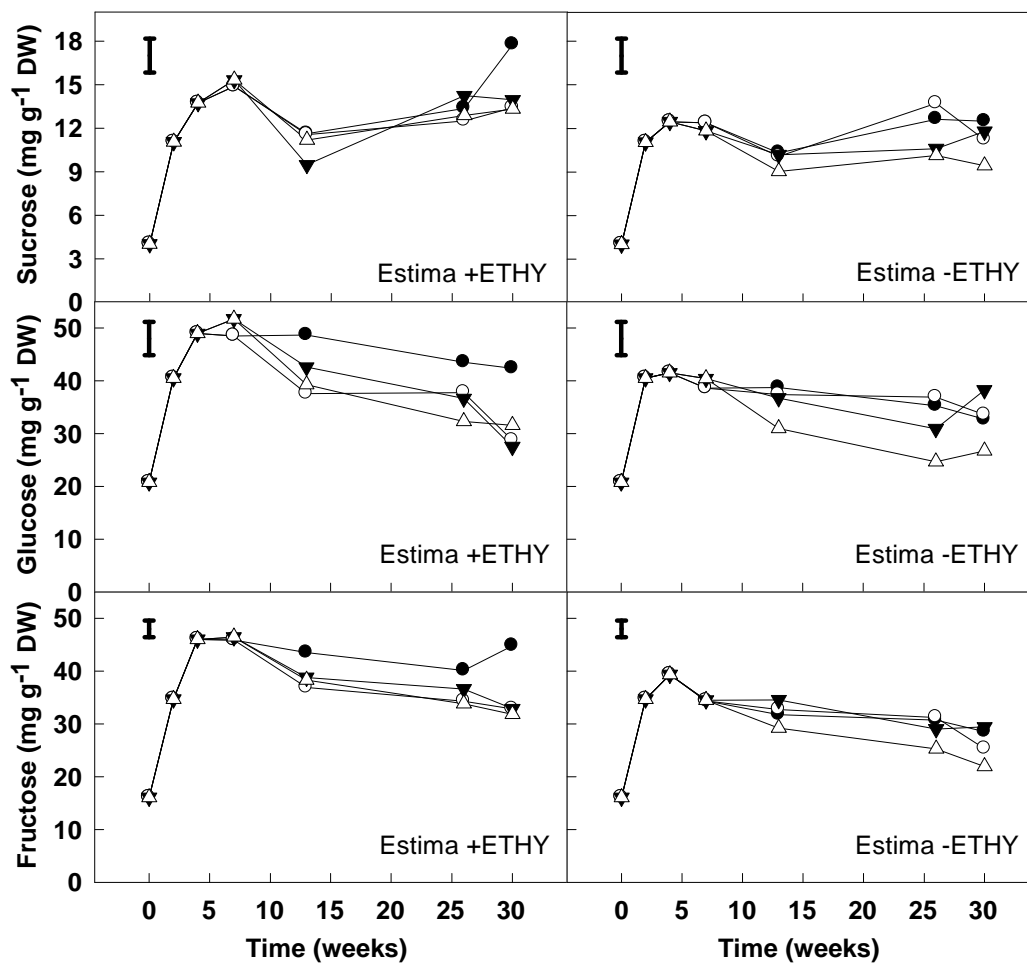 Sucrose (mg g⁻¹ DW)
18
15
12
9
6
3
0
Estima +ETHY
Estima -ETHY
Glucose (mg g⁻¹ DW)
50
40
30
20
10
0
Estima +ETHY
Estima -ETHY
Fructose (mg g⁻¹ DW)
50
40
30
20
10
0
Estima +ETHY
Estima -ETHY
0 5 10 15 20 25 30
0 5 10 15 20 25 30
Time (weeks)
Time (weeks)